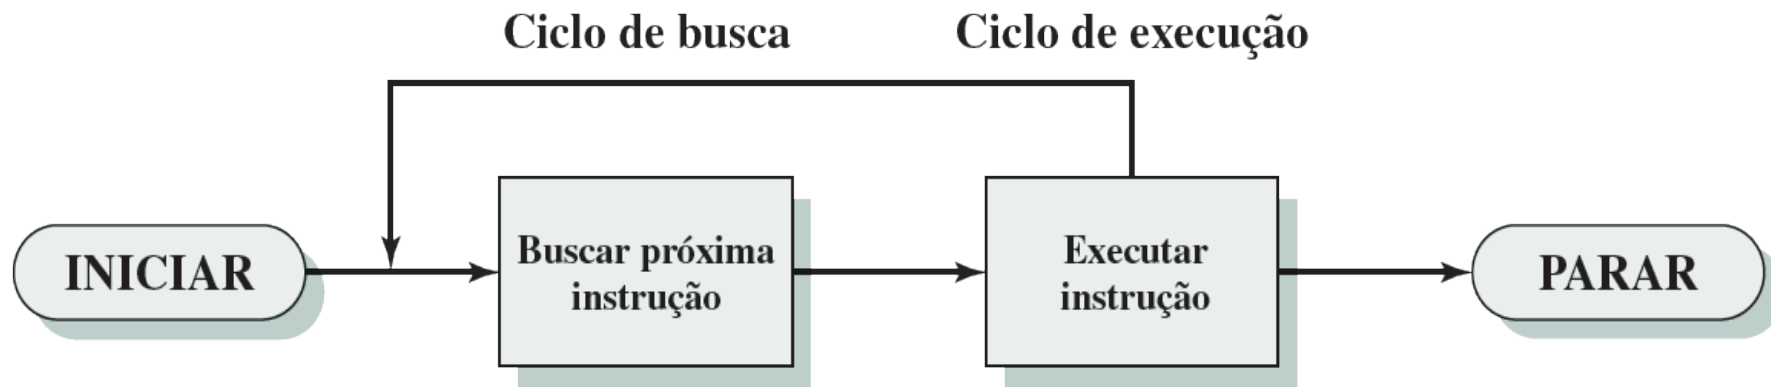 Ciclo de busca
Ciclo de execução
INICIAR
Buscar próxima
instrução
Executar
instrução
PARAR